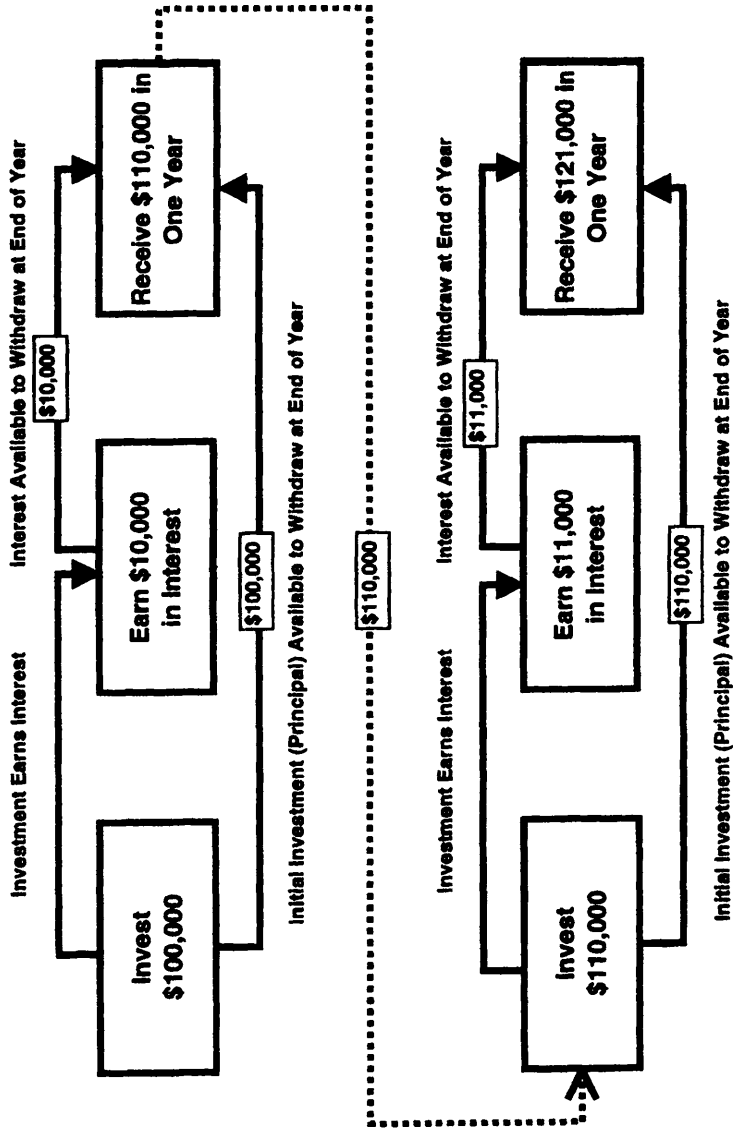 Investment Earns Interest
Interest Available to Withdraw at End of Year
$10,000
Invest
$100,000
Earn $10,000
in Interest
Receive $110,000 in
One Year
$100,000
Initial Investment (Principal) Available to Withdraw at End of Year
$110,000
Investment Earns Interest
Interest Available to Withdraw at End of Year
$11,000
Invest
$110,000
Earn $11,000
in Interest
Receive $121,000 in
One Year
$110,000
Initial Investment (Principal) Available to Withdraw at End of Year